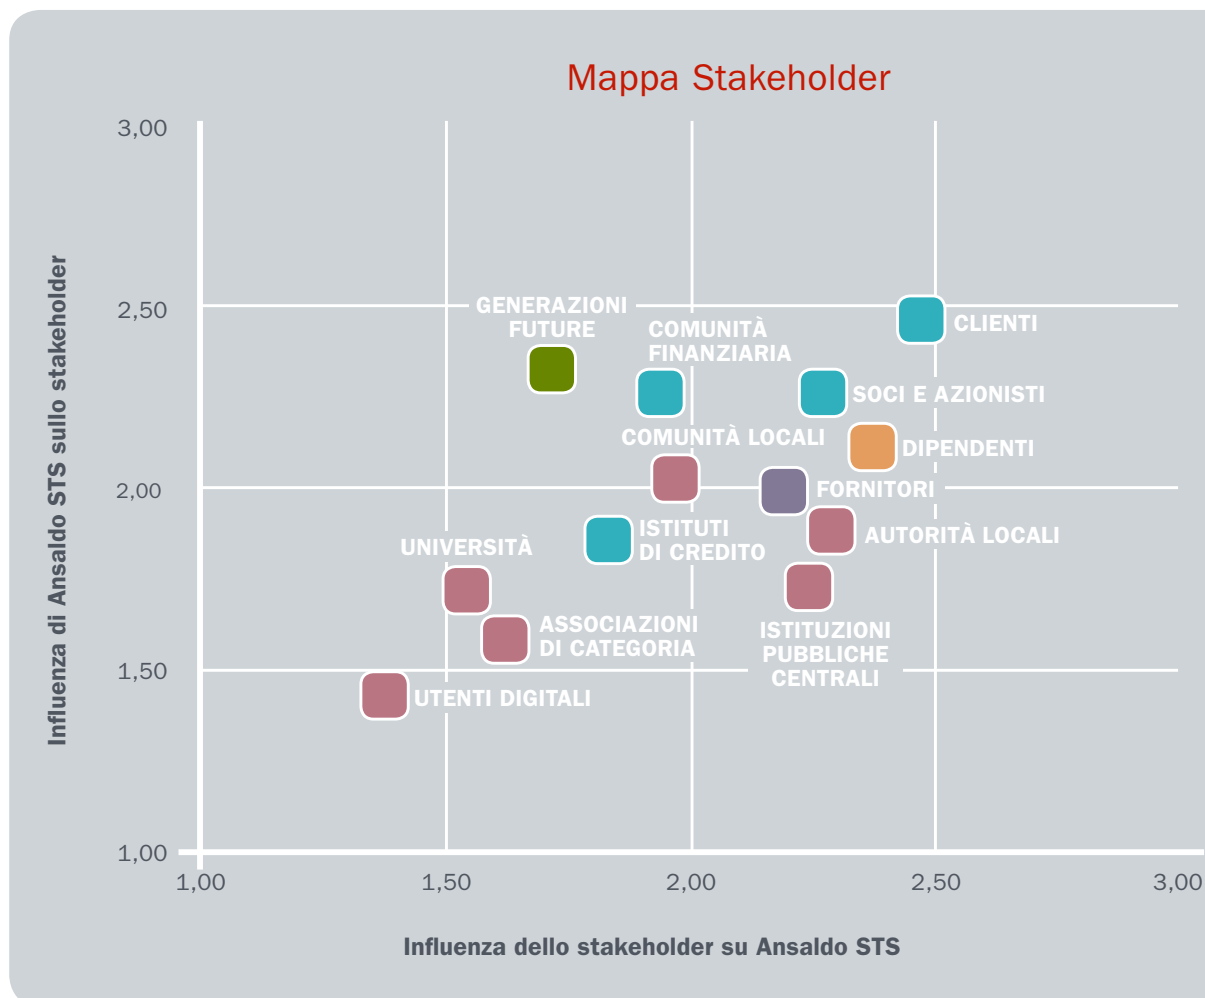 Mappa Stakeholder
3,00
2,50
2,00
1,50
1,00
Influenza di Ansaldo STS sullo stakeholder
GENERAZIONI
FUTURE
COMUNITÀ
FINANZIARIA
CLIENTI
SOCI E AZIONISTI
COMUNITÀ LOCALI
DIPENDENTI
FORNITORI
ISTITUTI
DI CREDITO
AUTORITÀ LOCALI
UNIVERSITÀ
ASSOCIAZIONI
DI CATEGORIA
ISTITUZIONI
PUBBLICHE
CENTRALI
UTENTI DIGITALI
1,00
1,50
2,00
2,50
3,00
Influenza dello stakeholder su Ansaldo STS